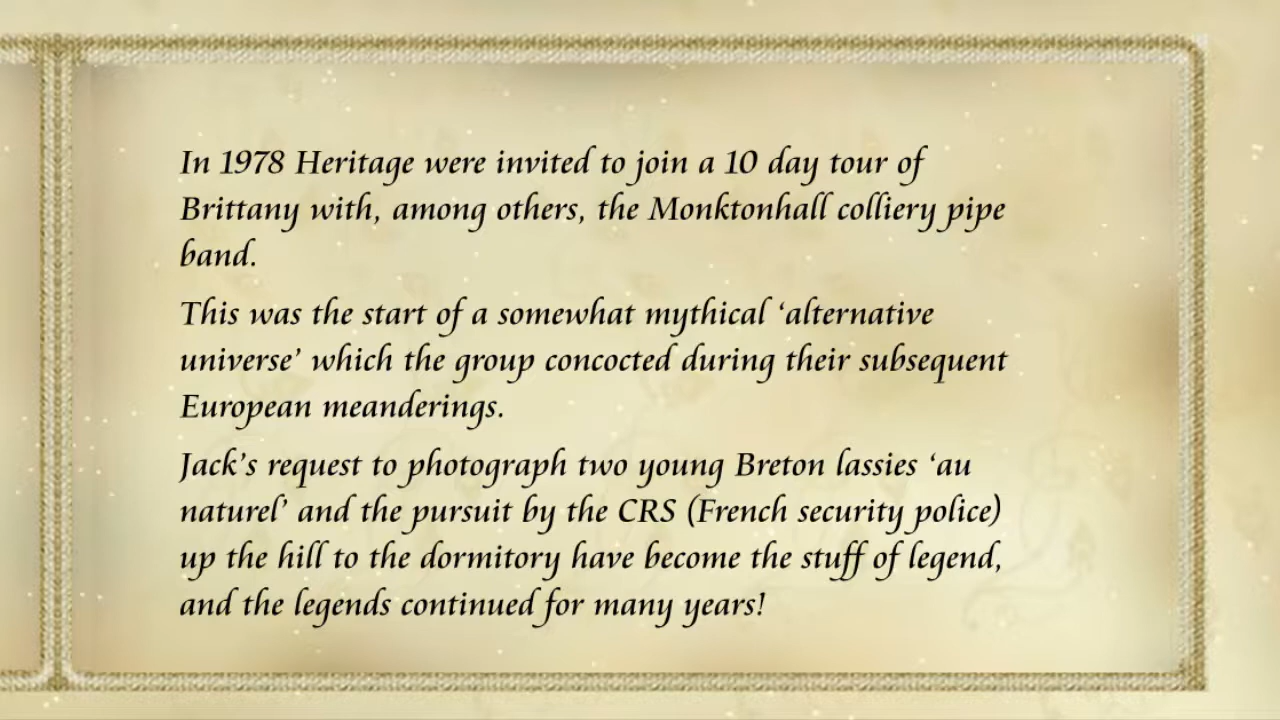 In 1978 Heritage were invited to join a 10 day tour of
Brittany with, among others, the Monktonhall colliery pipe
band.
This was the start of a somewhat mythical ‘alternative
universe’ which the group concocted during their subsequent
European meanderings.
Jack’s request to photograph two young Breton lassies ‘au
naturel’ and the pursuit by the CRS (French security police)
up the hill to the dormitory have become the stuff of legend,
and the legends continued for many years!